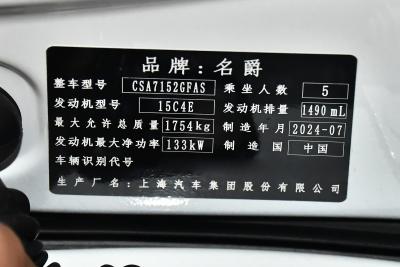 品牌:名爵
整车型号 CSA7152GFAS 乘坐人数 5
发动机型号 15C4E 发动机排量 1490 mL
最大允许总质量 1754kg 制造年月 2024-07
发动机最大净功率 133kW 制造国 中国
车辆识别代号
生产厂名:上海汽车集团股份有限公司